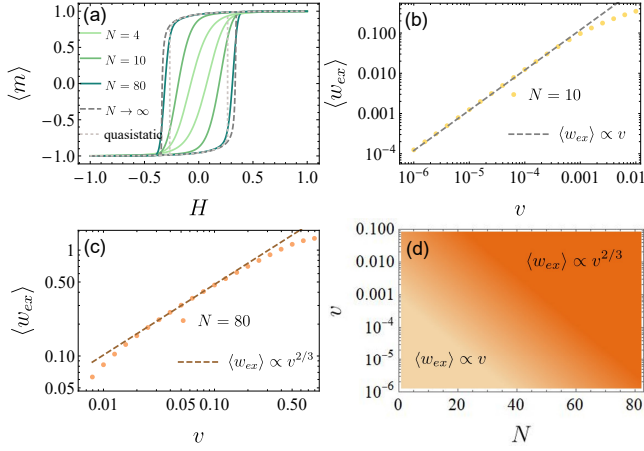 (a)
⟨m⟩
1.0
0.5
0.0
−0.5
−1.0
N = 4
N = 10
N = 80
N → ∞
quasistatic
−1.0 −0.5 0.0 0.5 1.0
H
(b)
⟨w_ex⟩
0.100
0.010
0.001
10^−4
N = 10
⟨w_ex⟩ ∝ v
10^−6 10^−5 10^−4 0.001 0.010
v
(c)
⟨w_ex⟩
1
0.50
0.10
0.05
N = 80
⟨w_ex⟩ ∝ v^2/3
0.01 0.05 0.10 0.50
v
(d)
v
0.100
0.010
0.001
10^−4
10^−5
10^−6
⟨w_ex⟩ ∝ v^2/3
⟨w_ex⟩ ∝ v
0 20 40 60 80
N